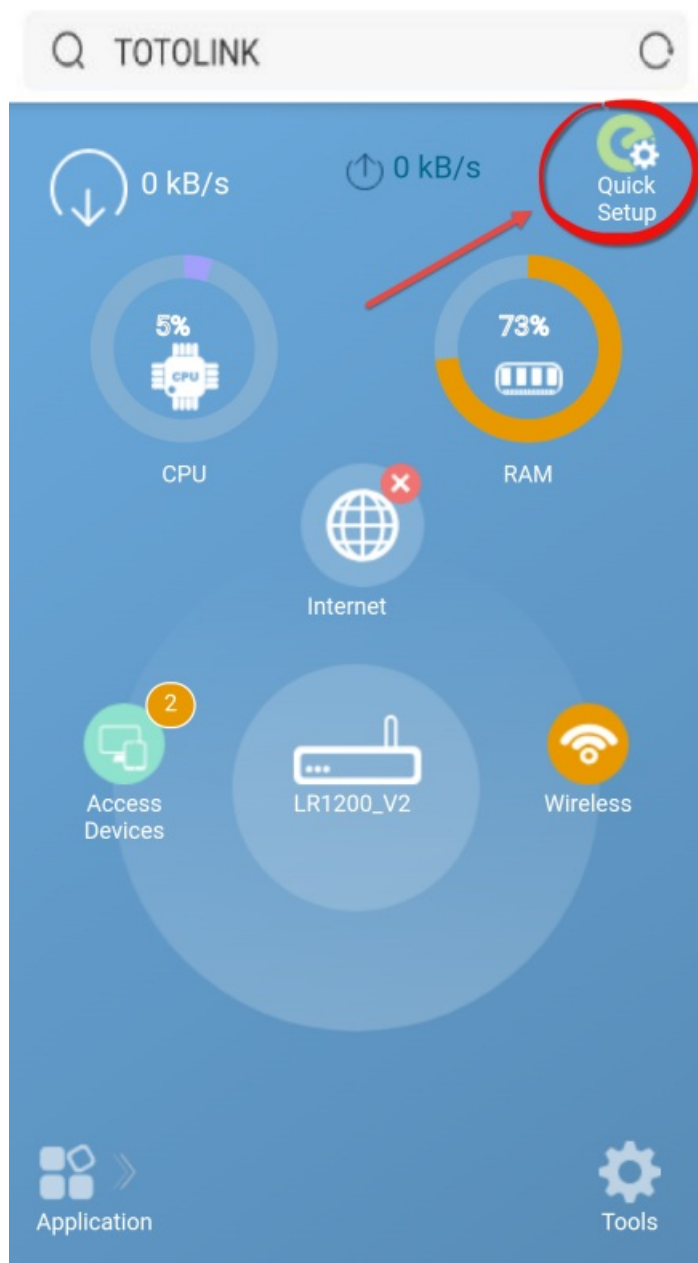 TOTOLINK
0 kB/s
0 kB/s
Quick
Setup
5%
CPU
73%
CPU
RAM
Internet
2
Access
Devices
LR1200_V2
Wireless
Application
Tools